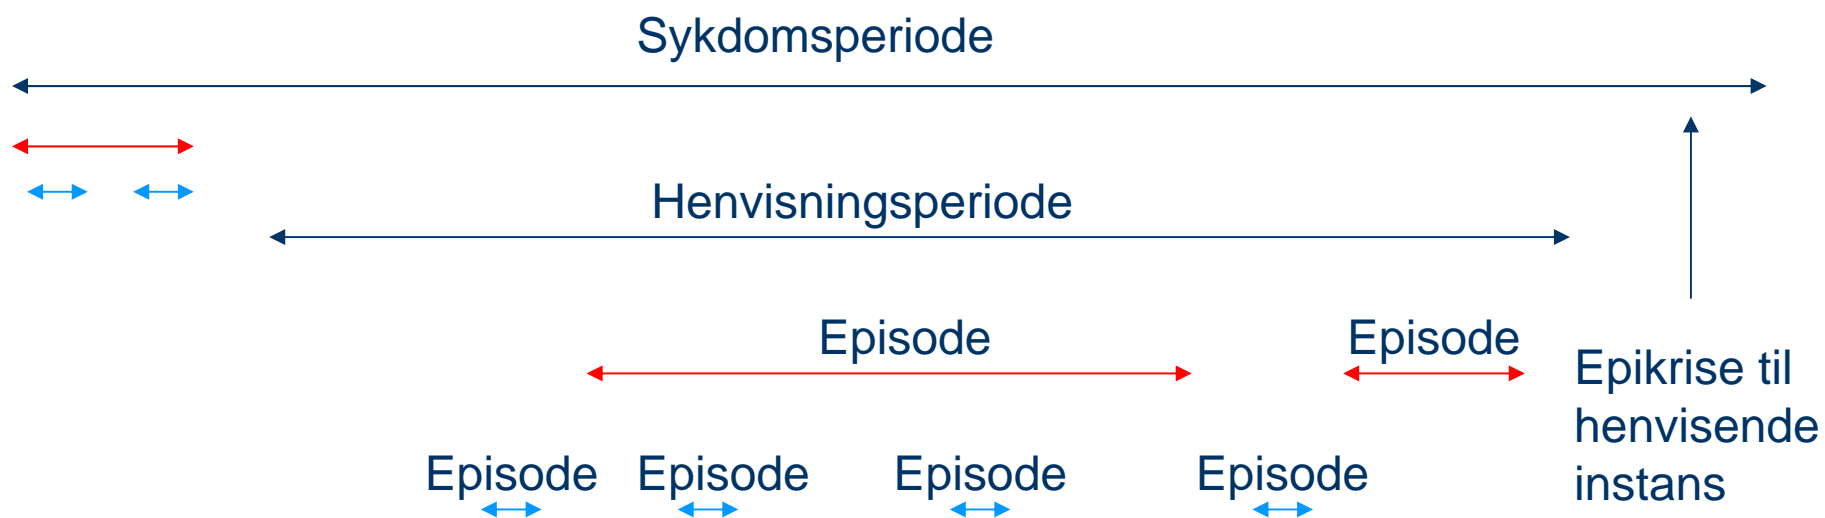 Sykdomsperiode
Henvisningsperiode
Episode
Episode
Epikrise til
henvisende
instans
Episode
Episode
Episode
Episode